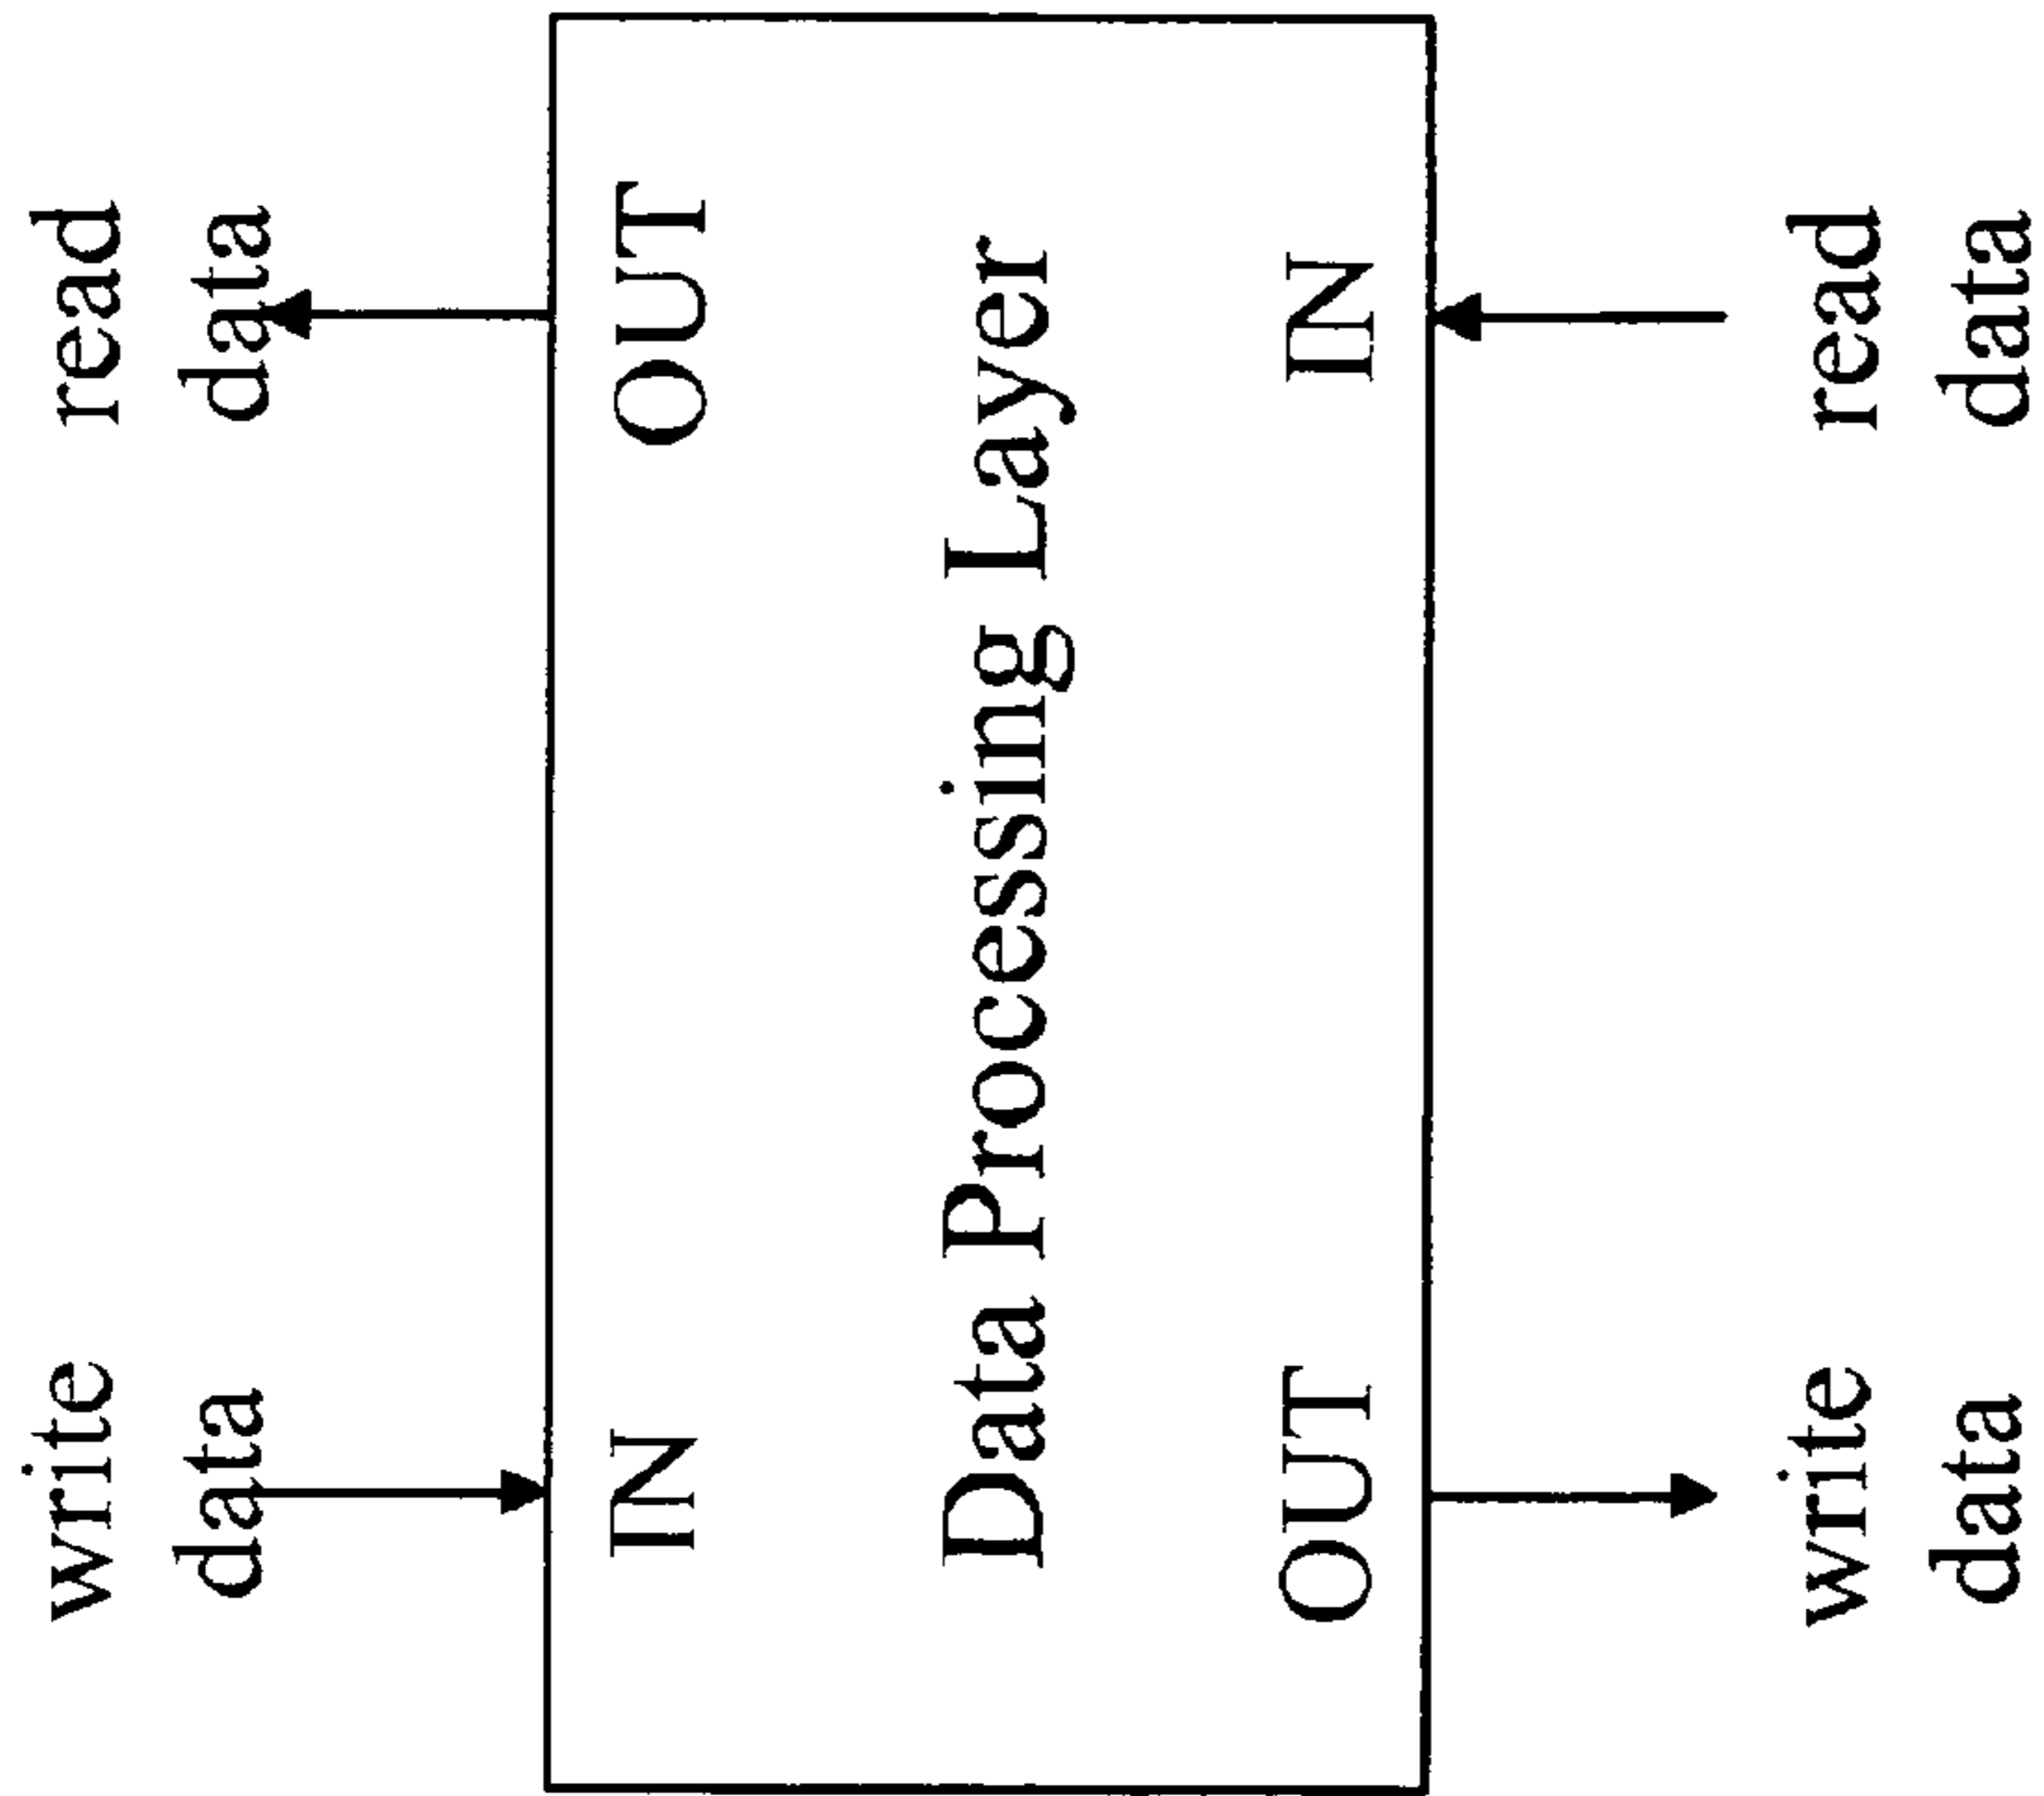 write
data
read
data
IN
OUT
Data Processing Layer
OUT
IN
write
data
read
data